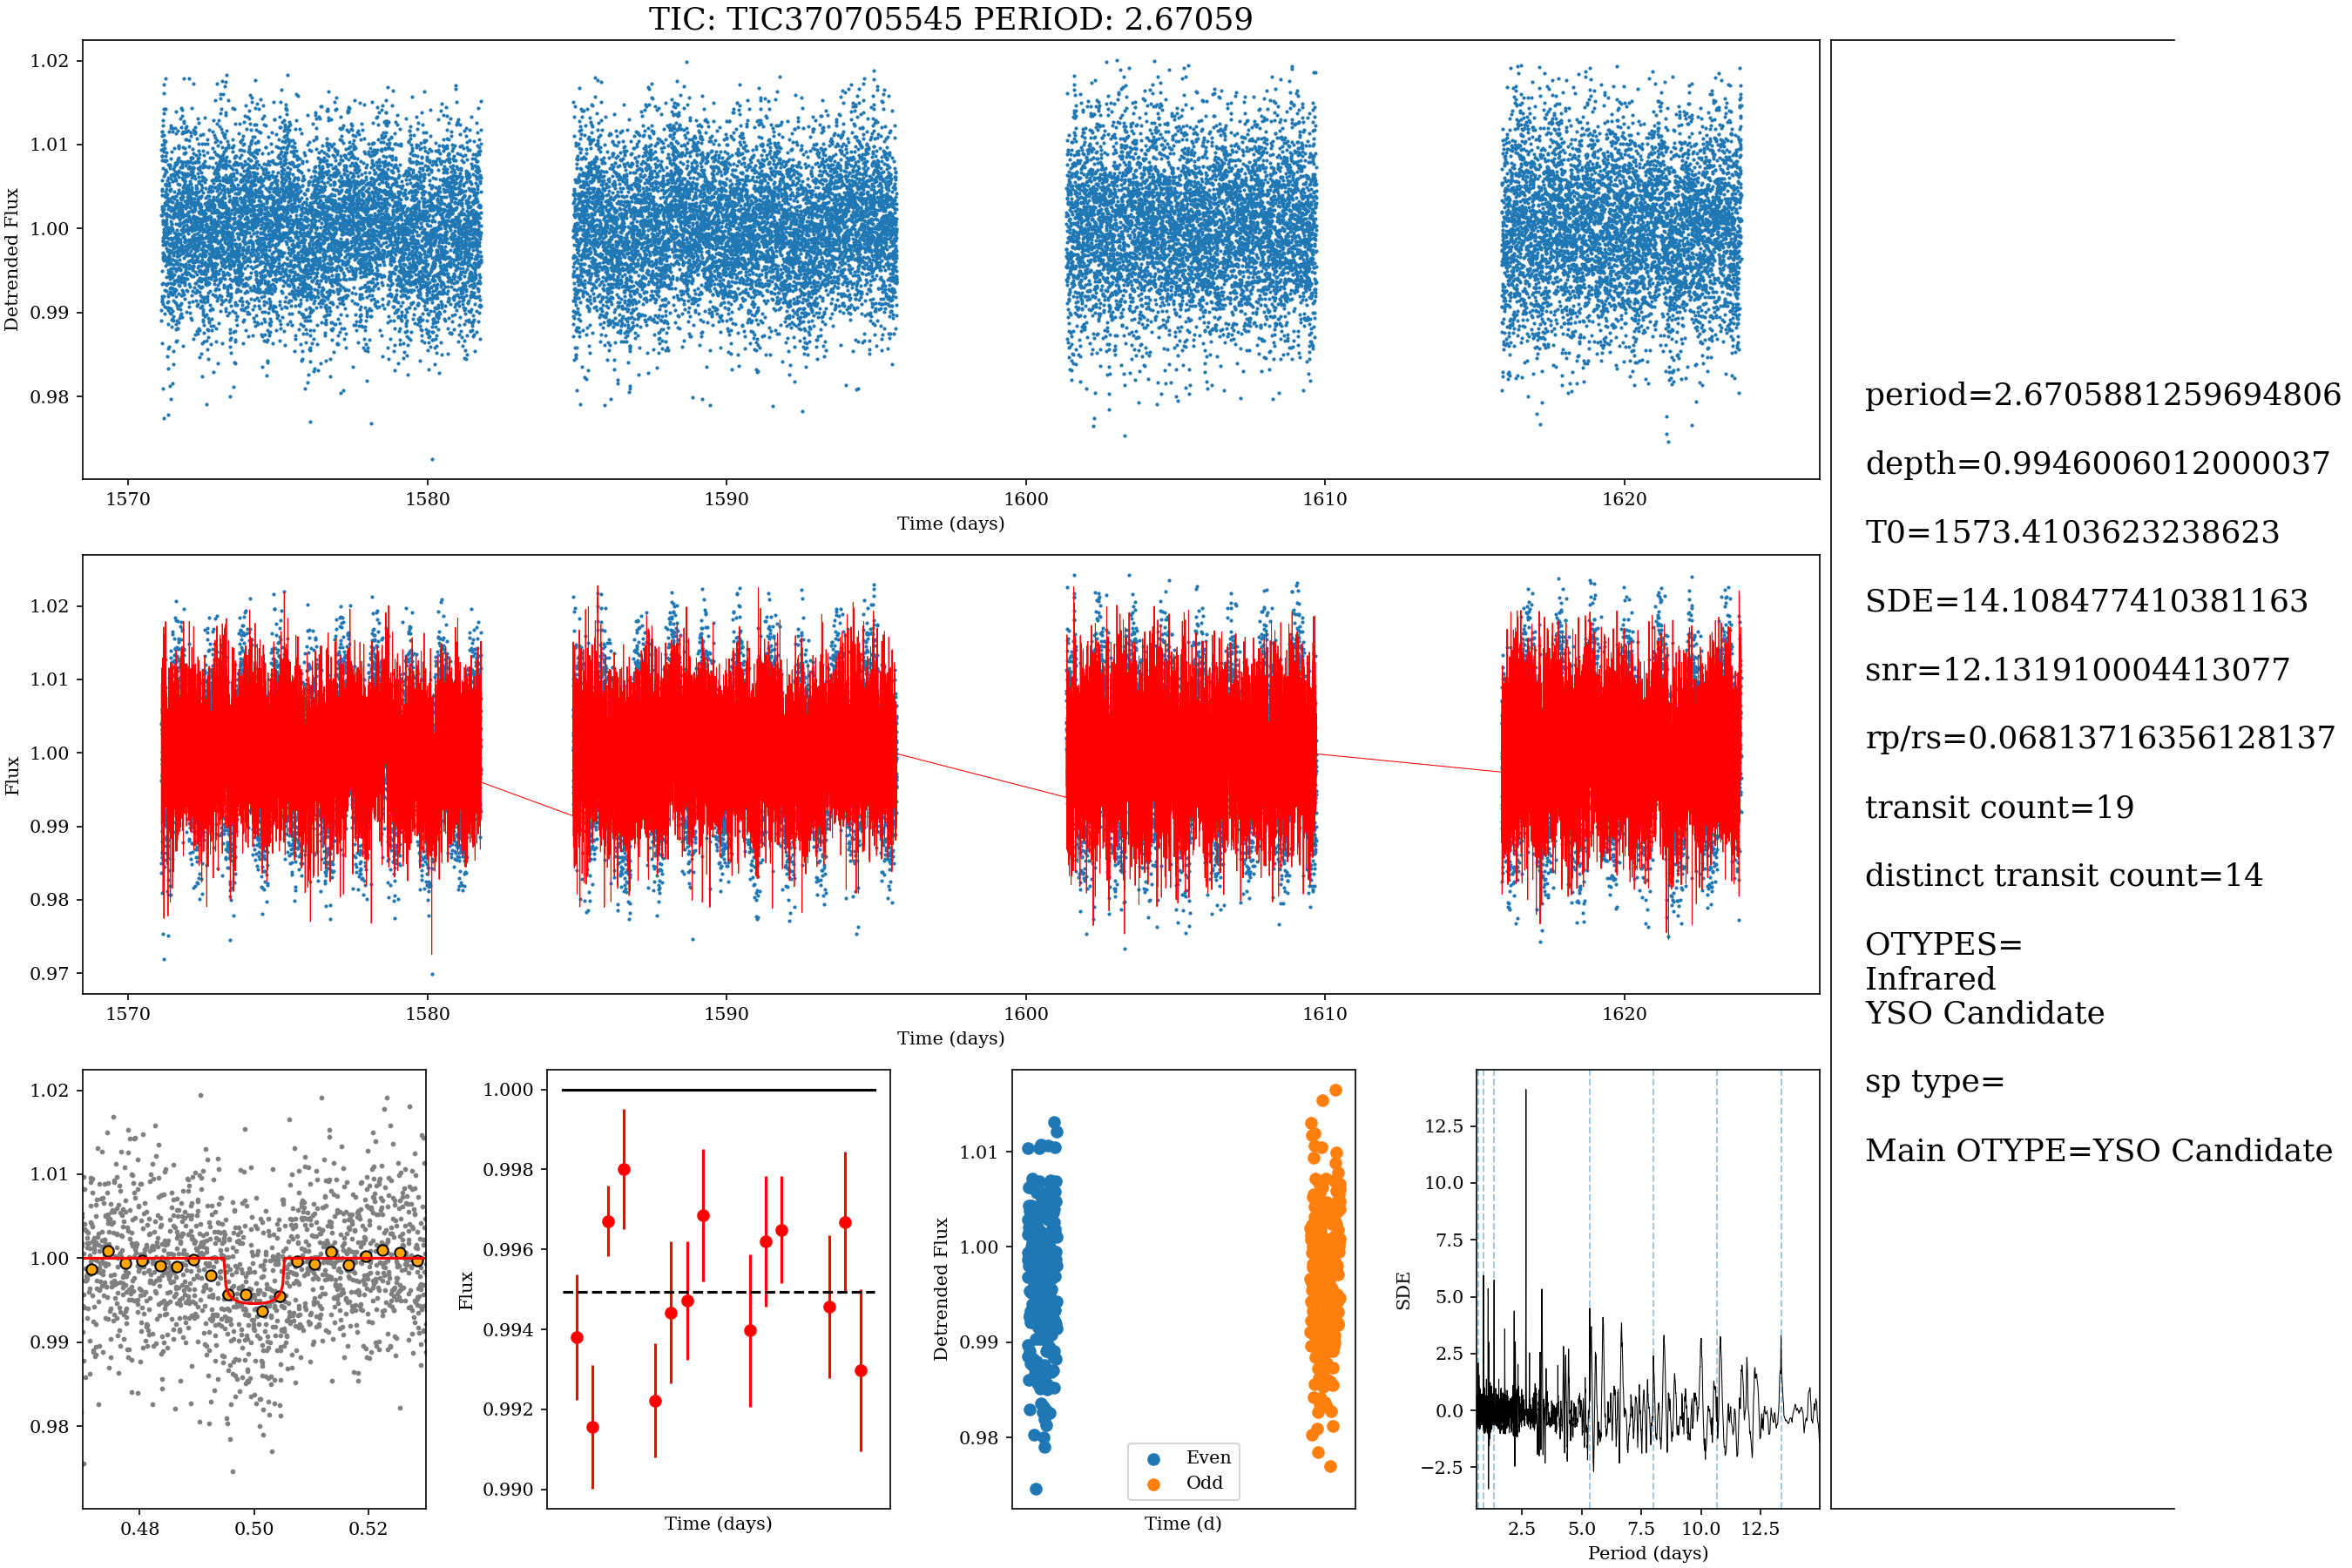 TIC: TIC370705545 PERIOD: 2.67059
1.02
1.01
1.00
0.99
0.98
Detrended Flux
1570
1580
1590
1600
1610
1620
Time (days)
1.02
1.01
1.00
0.99
0.98
0.97
Flux
1570
1580
1590
1600
1610
1620
Time (days)
1.02
1.01
1.00
0.99
0.98
0.48
0.50
0.52
1.000
0.998
0.996
0.994
0.992
0.990
Flux
Time (days)
1.01
1.00
0.99
0.98
Detrended Flux
Even
Odd
Time (d)
12.5
10.0
7.5
5.0
2.5
0.0
−2.5
SDE
2.5
5.0
7.5
10.0
12.5
Period (days)
period=2.6705881259694806
depth=0.9946006012000037
T0=1573.4103623238623
SDE=14.108477410381163
snr=12.131910004413077
rp/rs=0.06813716356128137
transit count=19
distinct transit count=14
OTYPES=
Infrared
YSO Candidate
sp type=
Main OTYPE=YSO Candidate